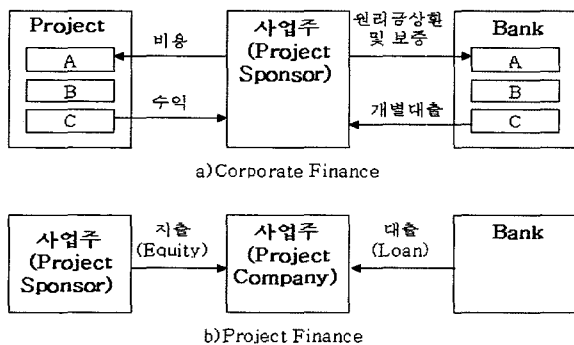 Project
A
B
C
비용
수익
사업주
(Project
Sponsor)
원리금상환
및 보증
개별대출
Bank
A
B
C
a)Corporate Finance
사업주
(Project
Sponsor)
지출
(Equity)
사업주
(Project
Company)
대출
(Loan)
Bank
b)Project Finance